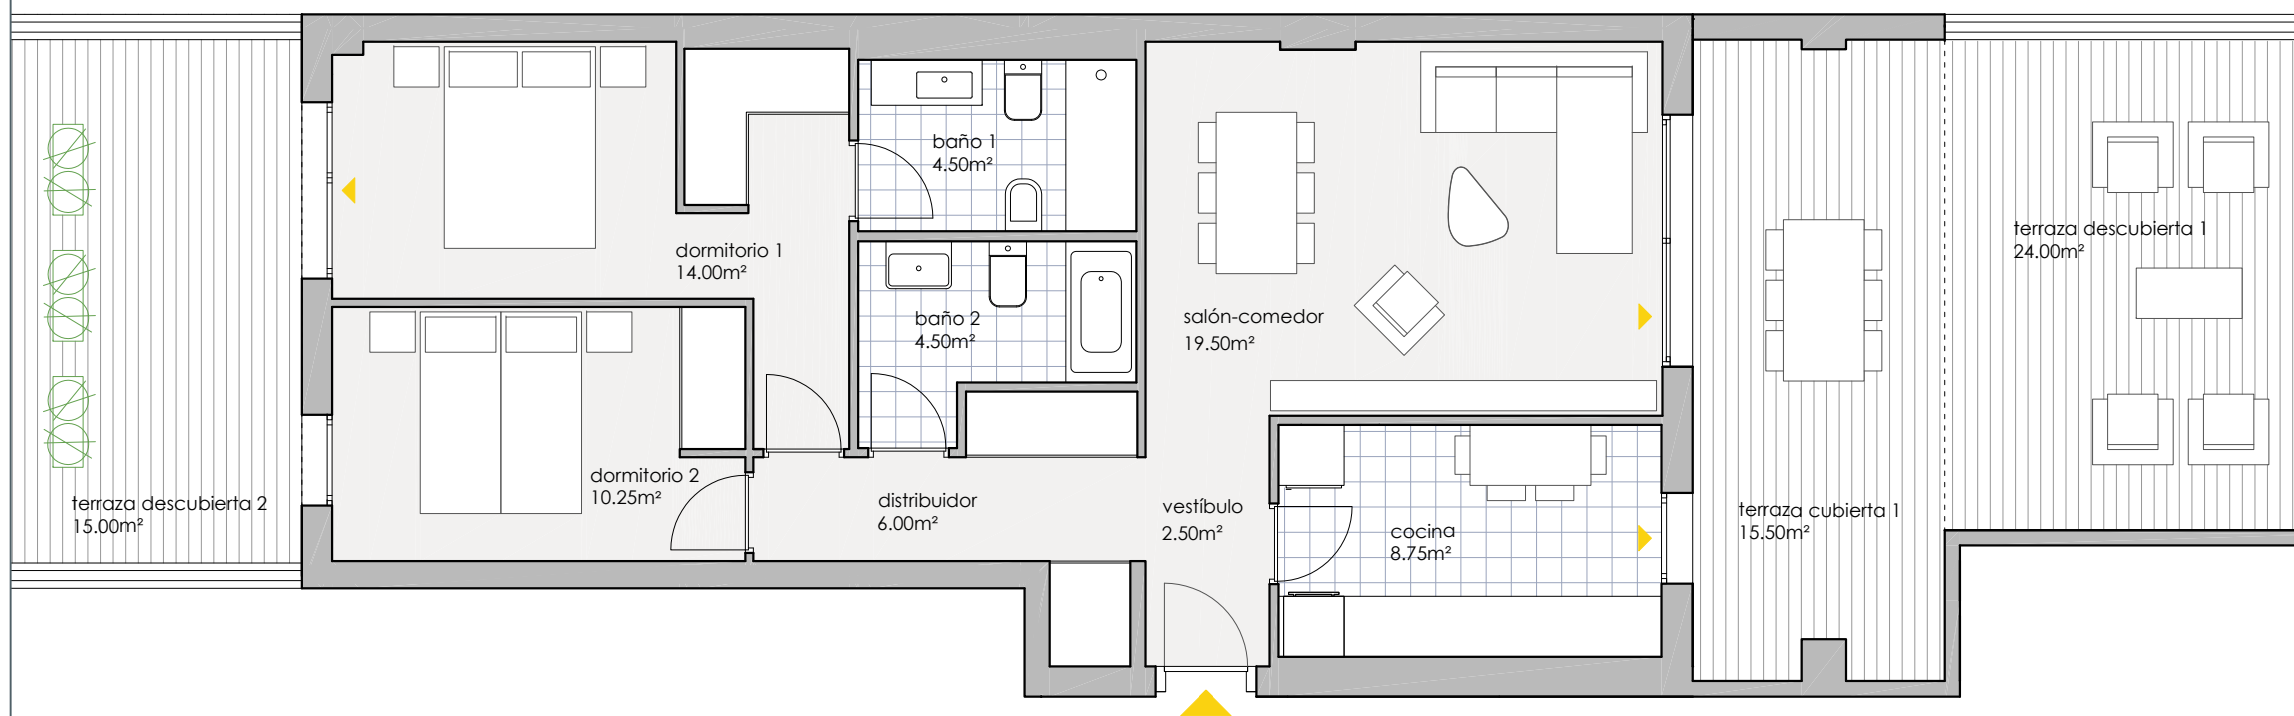 baño 1
4.50m²
dormitorio 1
14.00m²
baño 2
4.50m²
salón-comedor
19.50m²
terraza descubierta 1
24.00m²
terraza descubierta 2
15.00m²
dormitorio 2
10.25m²
distribuidor
6.00m²
vestíbulo
2.50m²
cocina
8.75m²
terraza cubierta 1
15.50m²